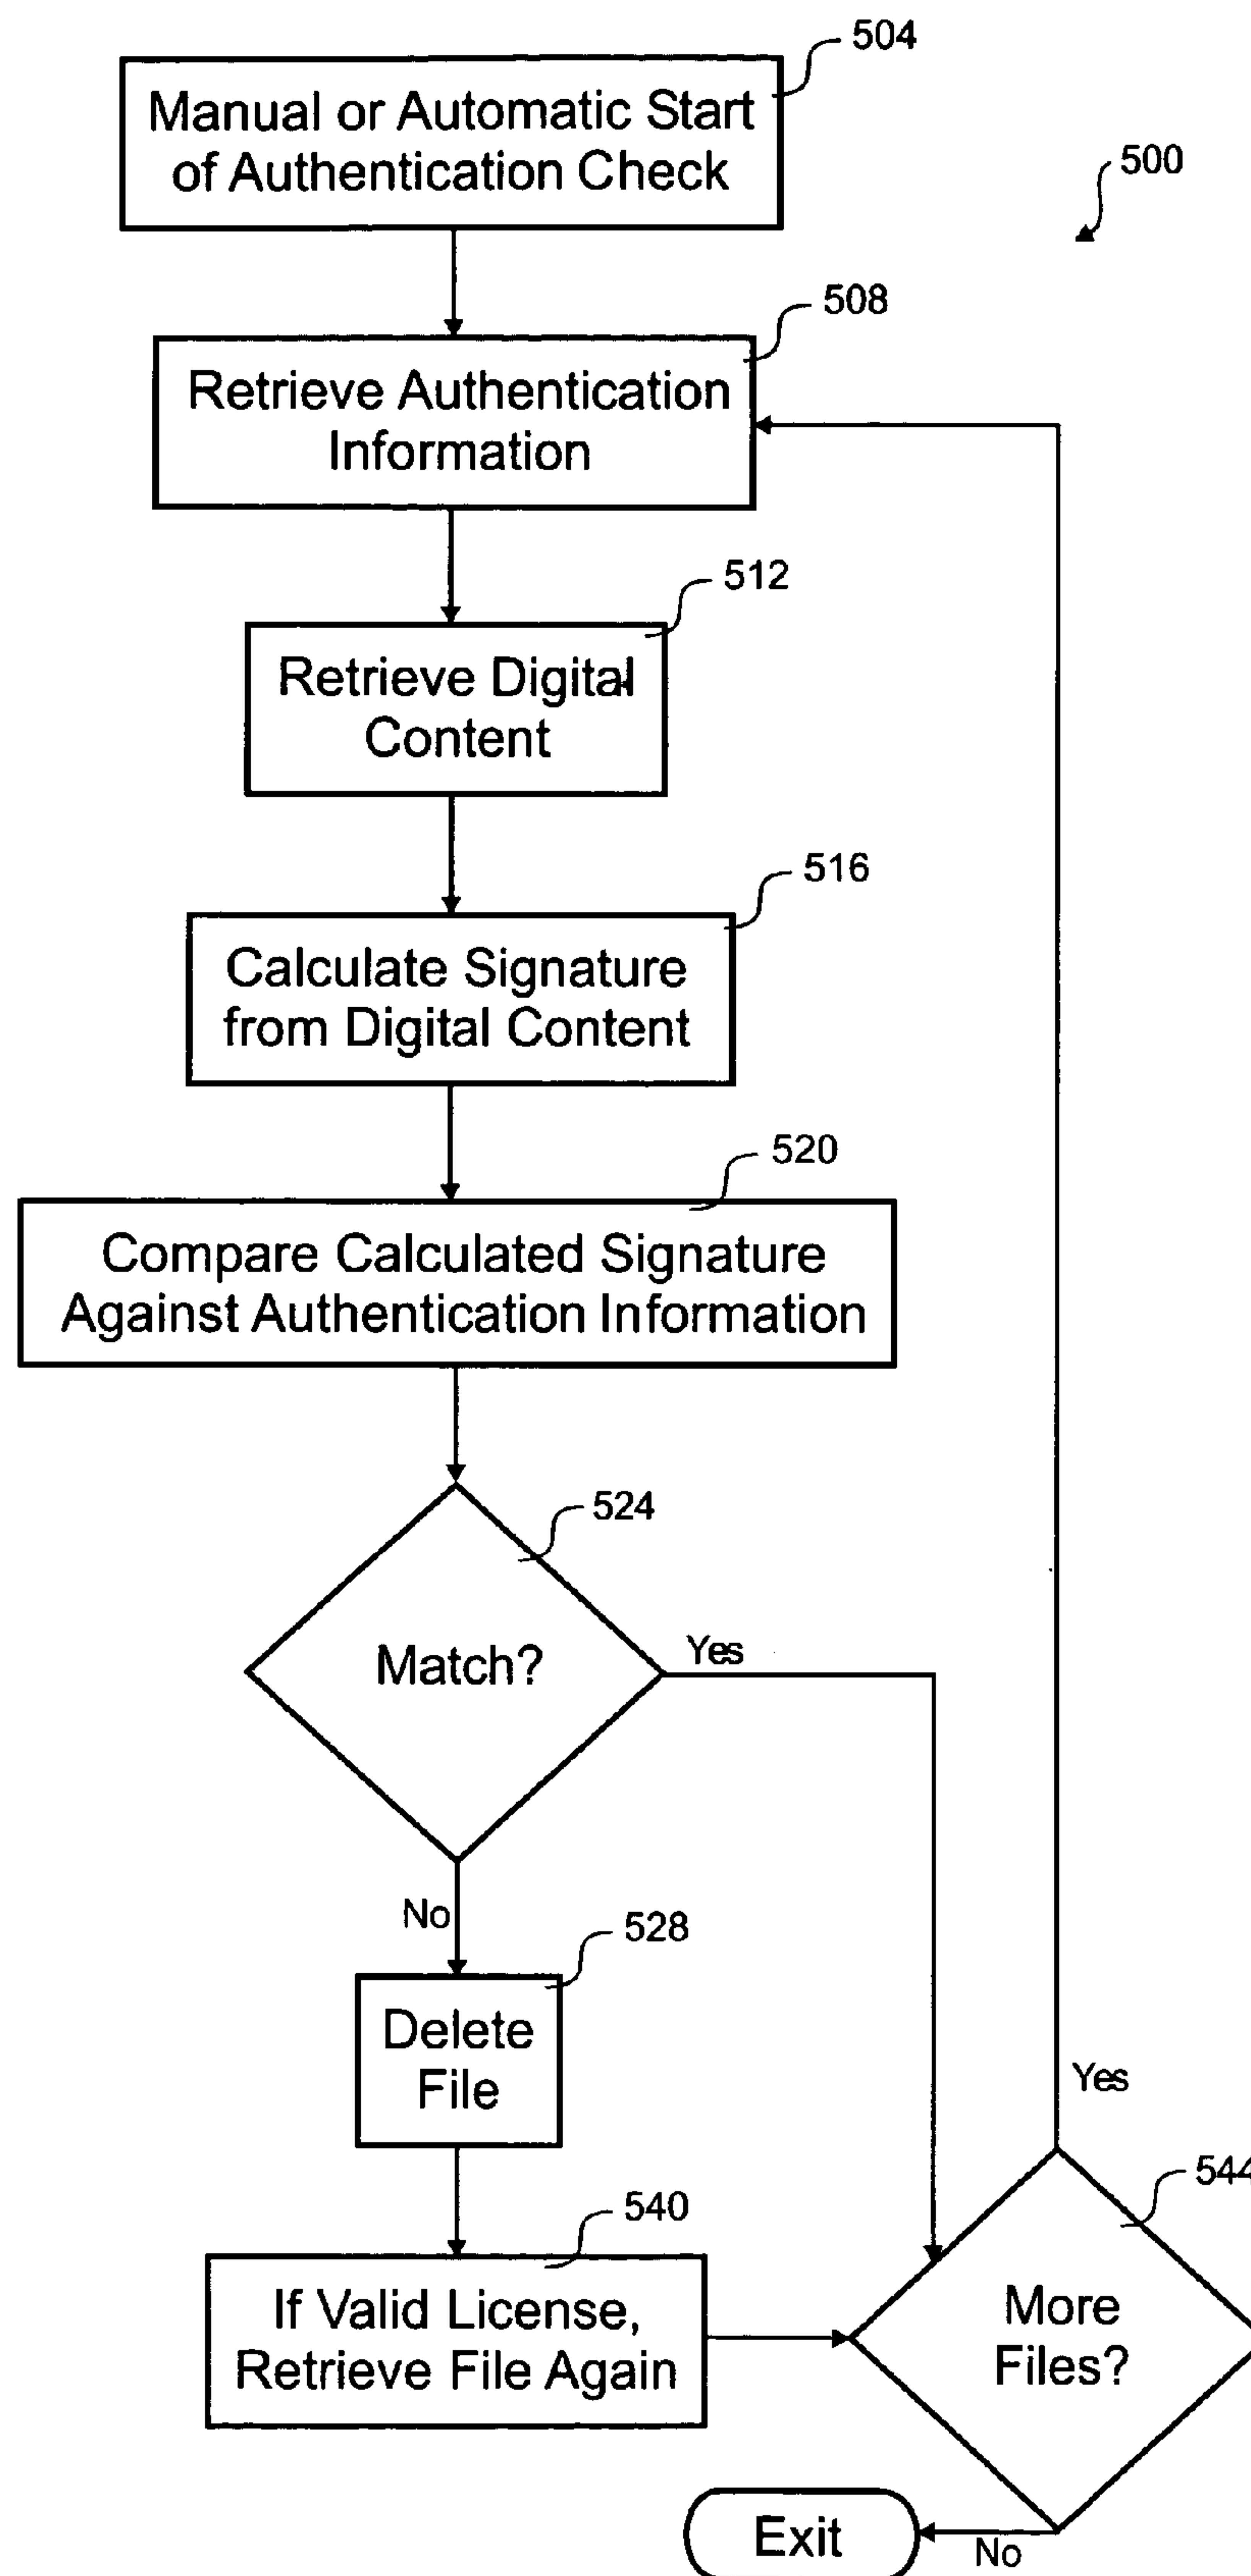 504
Manual or Automatic Start
of Authentication Check
500
508
Retrieve Authentication
Information
512
Retrieve Digital
Content
516
Calculate Signature
from Digital Content
520
Compare Calculated Signature
Against Authentication Information
524
Match?
Yes
No
528
Delete
File
Yes
544
540
If Valid License,
Retrieve File Again
More
Files?
Exit
No